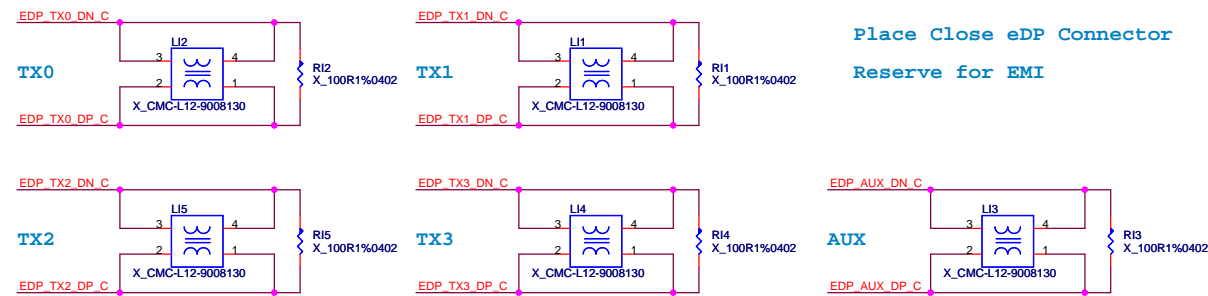 EDP_TX0_DN_C
LI2
3 4
RI2
TX0
X_100R1%0402
2 1
X_CMC-L12-9008130
EDP_TX0_DP_C
EDP_TX1_DN_C
LI1
3 4
RI1
TX1
X_100R1%0402
2 1
X_CMC-L12-9008130
EDP_TX1_DP_C
Place Close eDP Connector
Reserve for EMI
EDP_TX2_DN_C
LI5
3 4
RI5
TX2
X_100R1%0402
2 1
X_CMC-L12-9008130
EDP_TX2_DP_C
EDP_TX3_DN_C
LI4
3 4
RI4
TX3
X_100R1%0402
2 1
X_CMC-L12-9008130
EDP_TX3_DP_C
EDP_AUX_DN_C
LI3
3 4
RI3
AUX
X_100R1%0402
2 1
X_CMC-L12-9008130
EDP_AUX_DP_C